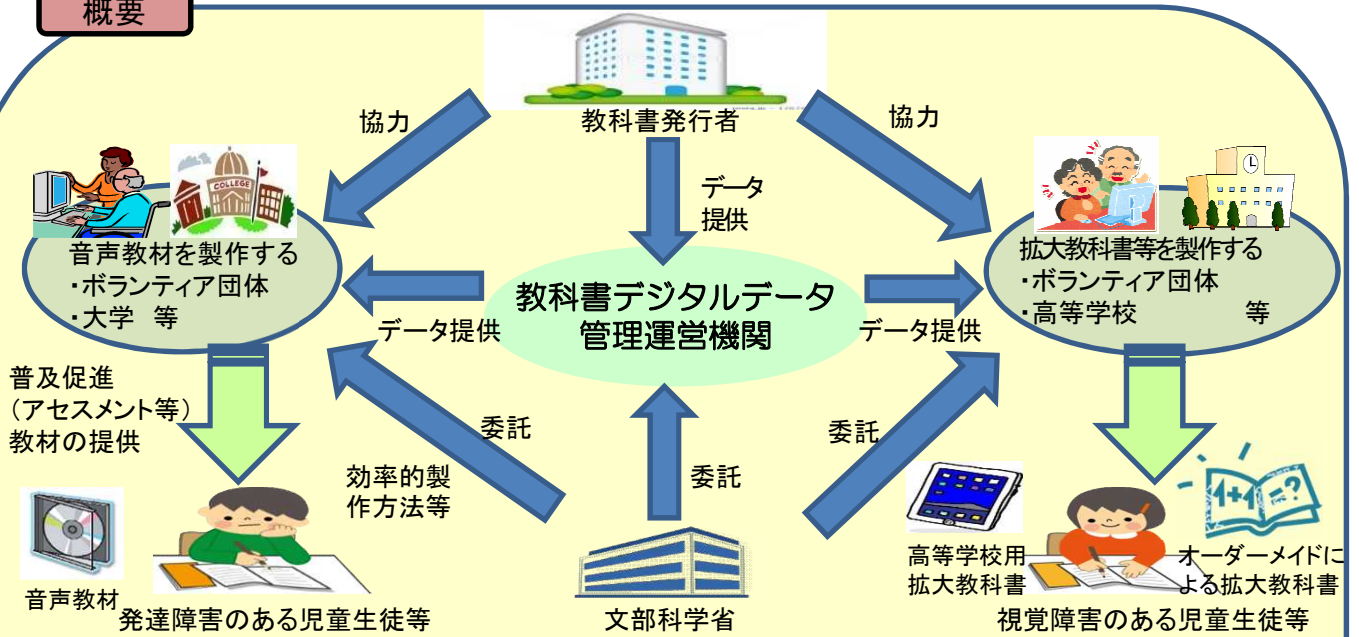 概要
教科書発行者
協力
協力
データ
提供
COLLEGE
音声教材を製作する
・ボランティア団体
・大学 等
拡大教科書等を製作する
・ボランティア団体
・高等学校 等
教科書デジタルデータ
管理運営機関
データ提供
データ提供
普及促進
（アセスメント等）
教材の提供
委託
効率的製
作方法等
委託
委託
1+1=?
音声教材
発達障害のある児童生徒等
文部科学省
高等学校用
拡大教科書
オーダーメイドに
よる拡大教科書
視覚障害のある児童生徒等